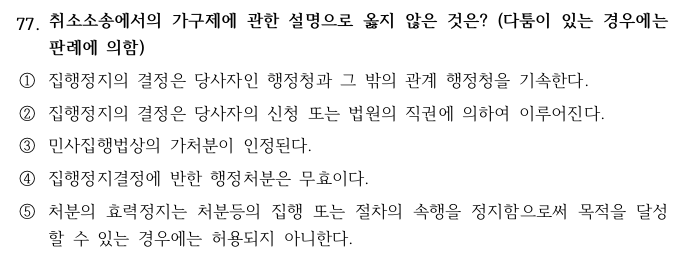 77. 취소소송에서의 가구제에 관한 설명으로 옳지 않은 것은? (다툼이 있는 경우에는
판례에 의함)
① 집행정지의 결정은 당사자인 행정청과 그 밖의 관계 행정청을 기속한다.
② 집행정지의 결정은 당사자의 신청 또는 법원의 직권에 의하여 이루어진다.
③ 민사집행법상의 가처분이 인정된다.
④ 집행정지결정에 반한 행정처분은 무효이다.
⑤ 처분의 효력정지는 처분등의 집행 또는 절차의 속행을 정지함으로써 목적을 달성
할 수 있는 경우에는 허용되지 아니한다.